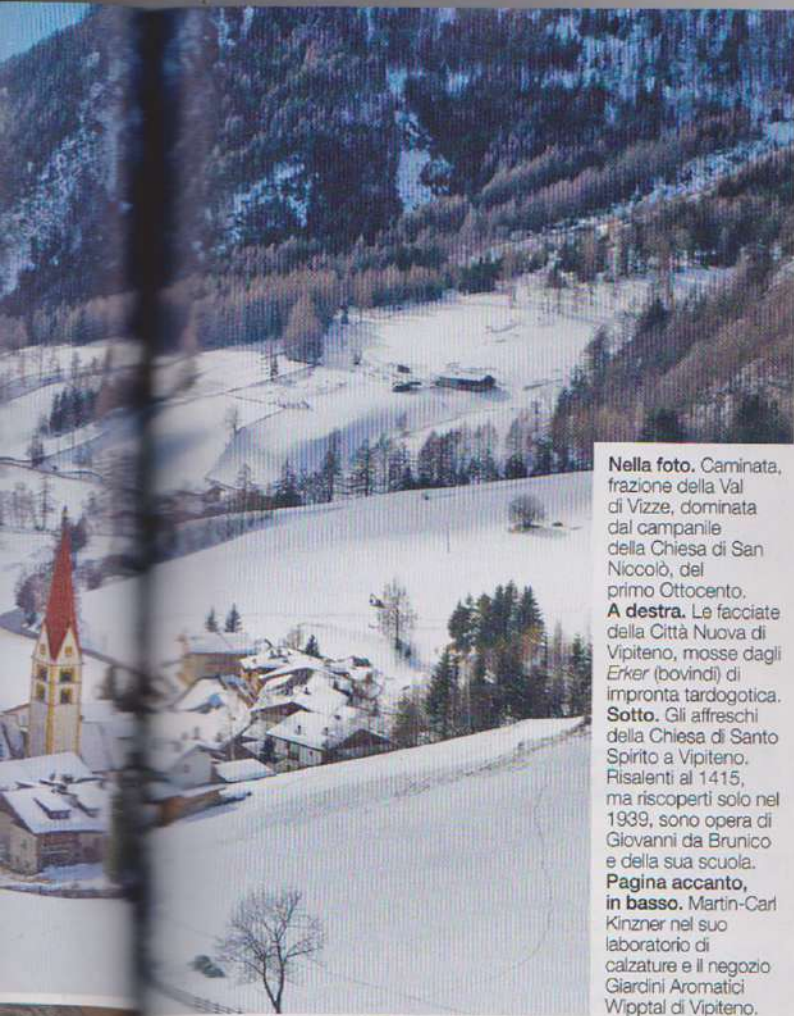 Nella foto. Caminata,
frazione della Val
di Vizze, dominata
dal campanile
della Chiesa di San
Niccolò, del
primo Ottocento.
A destra. Le facciate
della Città Nuova di
Vipiteno, mosse dagli
Erker (bovindi) di
impronta tardogotica.
Sotto. Gli affreschi
della Chiesa di Santo
Spirito a Vipiteno.
Risalenti al 1415,
ma riscoperti solo nel
1939, sono opera di
Giovanni da Brunico
e della sua scuola.
Pagina accanto,
in basso. Martin-Carl
Kinzner nel suo
laboratorio di
calzature e il negozio
Giardini Aromatici
Wipptal di Vipiteno.